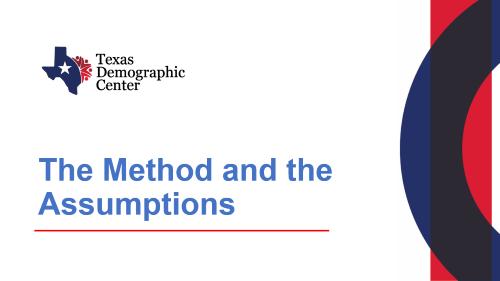 Texas
Demographic
Center
The Method and the
Assumptions